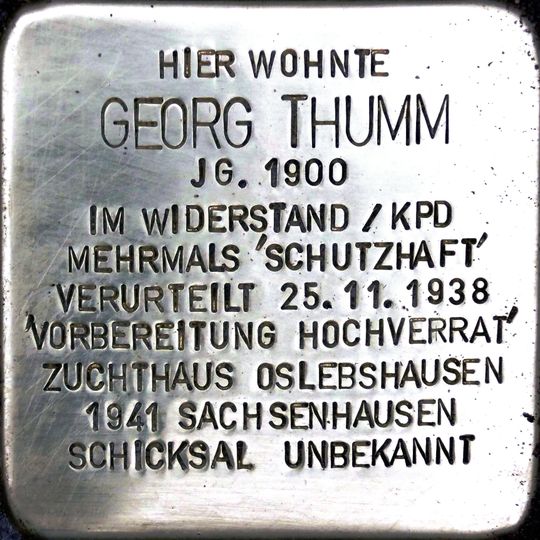 HIER WOHNTE
GEORG THUMM
JG. 1900
IM WIDERSTAND / KPD
MEHRMALS 'SCHUTZHAFT'
VERURTEILT 25. 11. 1938
'VORBEREITUNG HOCHVERRAT'
ZUCHTHAUS OSLEBSHAUSEN
1941 SACHSENHAUSEN
SCHICKSAL UNBEKANNT